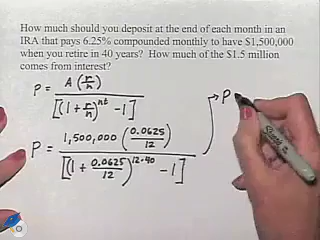 How much should you deposit at the end of each month in an
IRA that pays 6.25% compounded monthly to have $1,500,000
when you retire in 40 years? How much of the $1.5 million
comes from interest?
P = A(r/n) / [(1 + r/n)^nt - 1]
P = 1,500,000(0.0625/12) / [(1 + 0.0625/12)^12·40 - 1]
→ P =
Sharpie